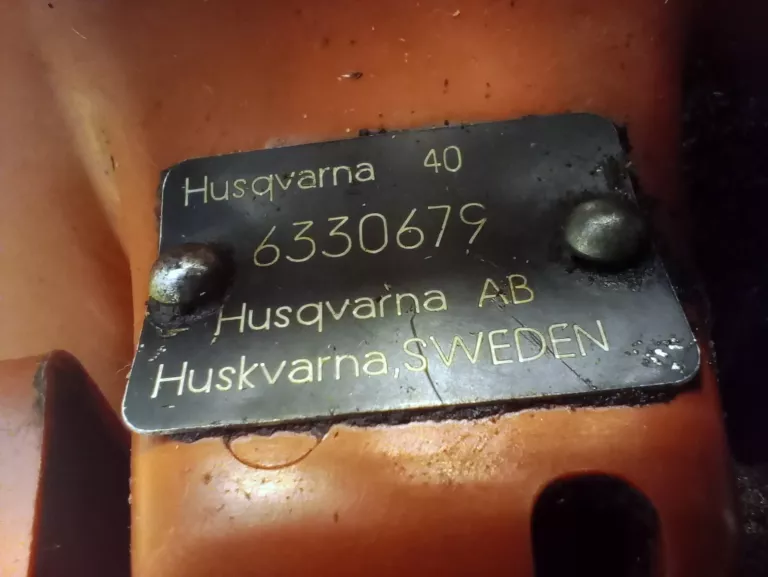 Husqvarna 40
6330679
Husqvarna AB
Huskvarna, SWEDEN